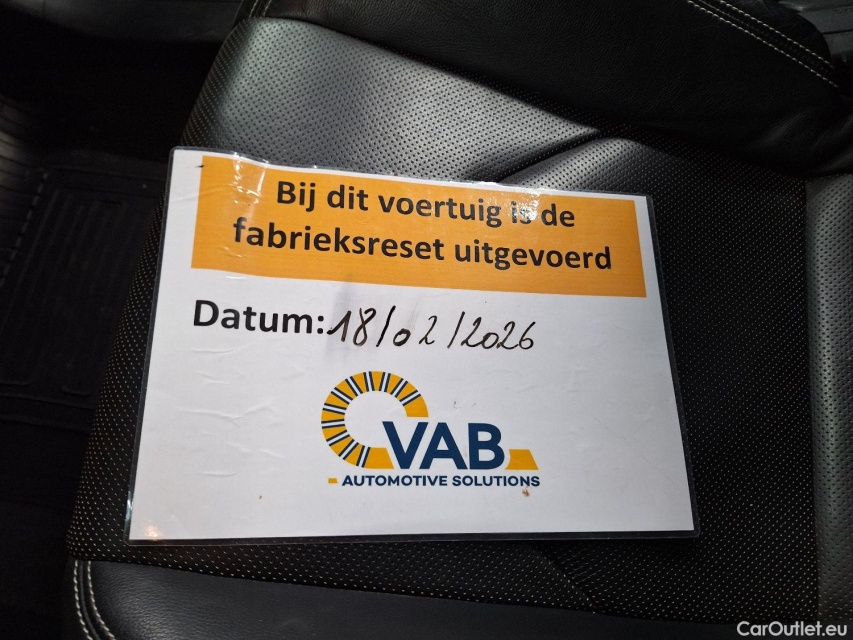 Bij dit voertuig is de
fabrieksreset uitgevoerd
Datum: 18/02/2026
VAB
AUTOMOTIVE SOLUTIONS
CarOutlet.eu